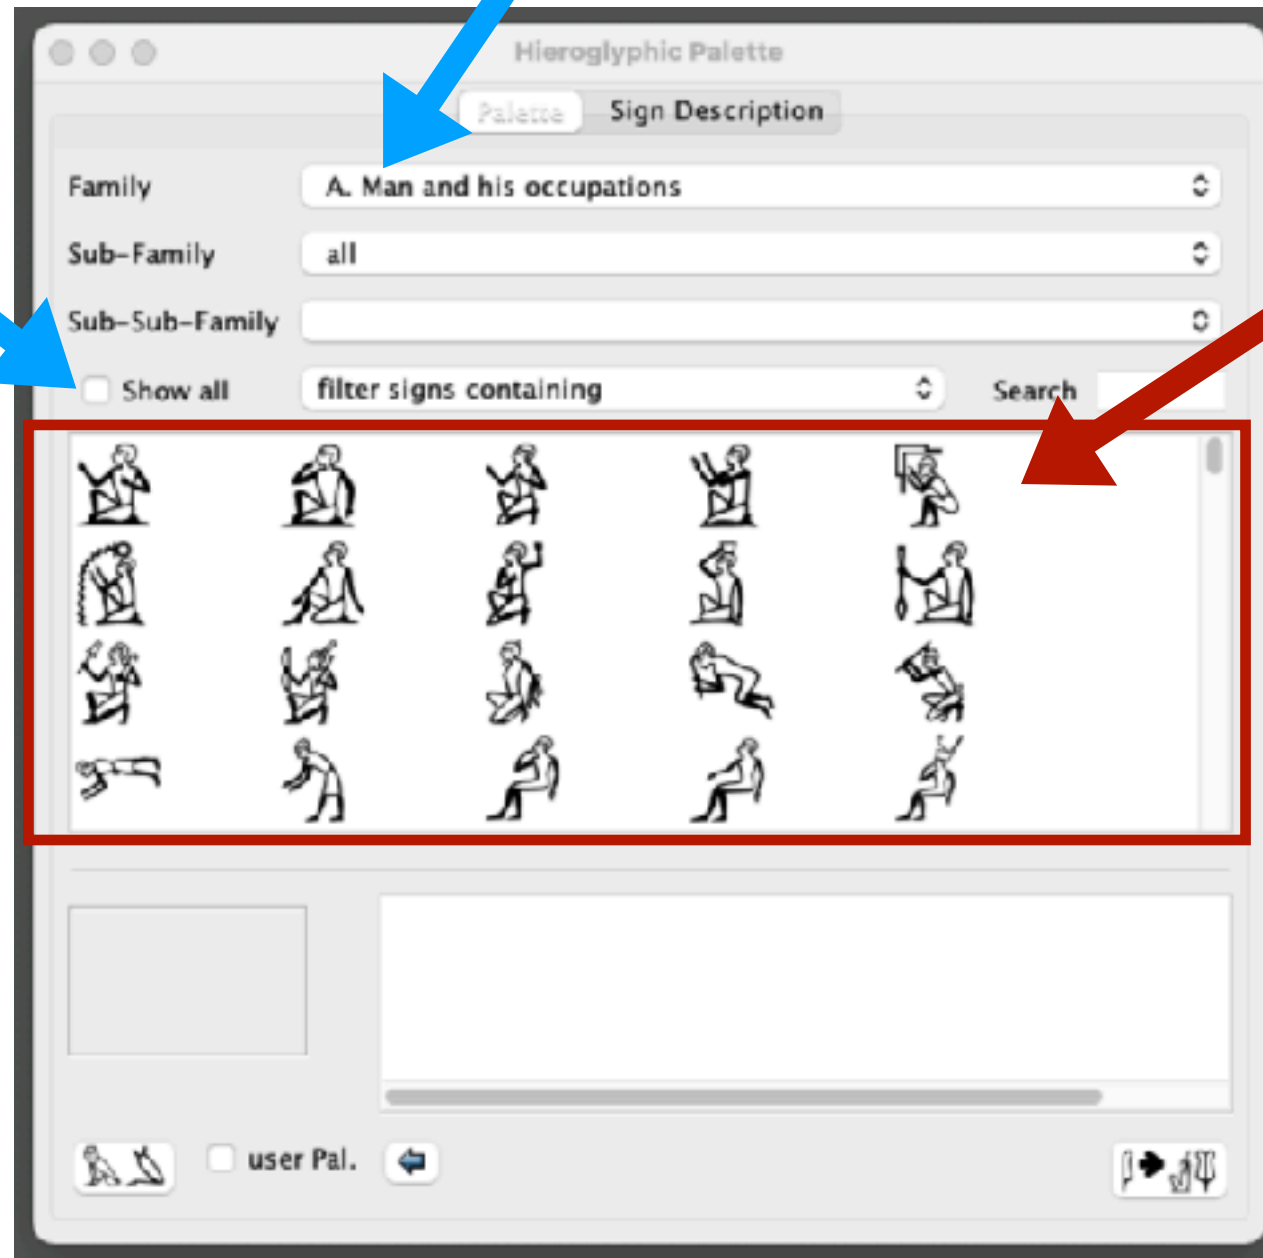 Hieroglyphic Palette
Palette Sign Description
Family A. Man and his occupations
Sub-Family all
Sub-Sub-Family
Show all filter signs containing Search
user Pal.